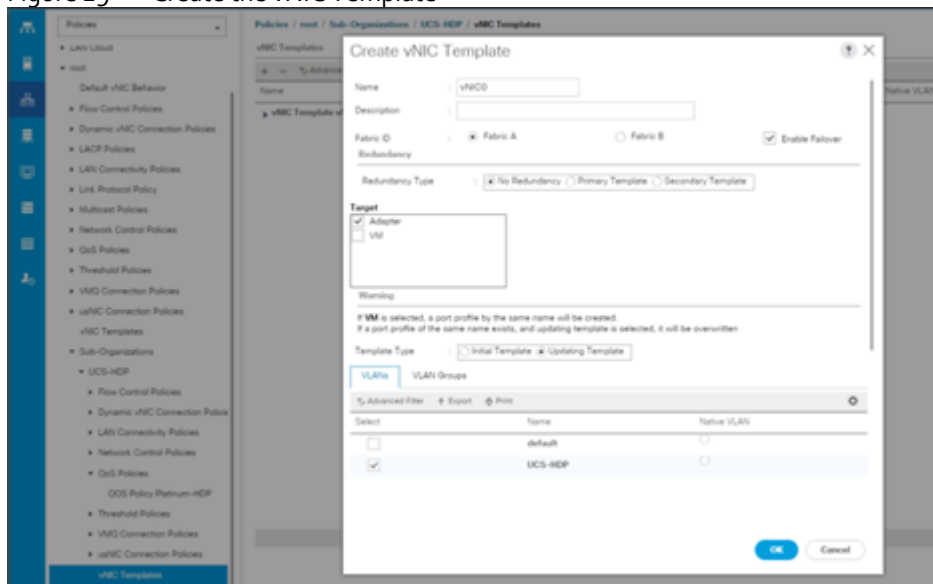 Figure 25 Create the vNIC Template
Policies
Policies / root / Sub-Organizations / UCS-HDP / vNIC Templates
LAN Cloud
root
Default vNIC Behavior
Flow Control Policies
Dynamic vNIC Connection Policies
LACP Policies
LAN Connectivity Policies
Link Protocol Policy
Multicast Policies
Network Control Policies
QoS Policies
Threshold Policies
VMQ Connection Policies
usNIC Connection Policies
vNIC Templates
Sub-Organizations
UCS-HDP
Flow Control Policies
Dynamic vNIC Connection Police
LAN Connectivity Policies
Network Control Policies
QoS Policies
QOS Policy Platinum-HDP
Threshold Policies
VMQ Connection Policies
usNIC Connection Policies
vNIC Templates
vNIC Templates
Advance
Name
Native VLAN
vNIC Template v
Create vNIC Template
? ×
Name : vNIC0
Description :
Fabric ID : Fabric A Fabric B Enable Failover
Redundancy
Redundancy Type : No Redundancy Primary Template Secondary Template
Target
Adapter
VM
Warning
If VM is selected, a port profile by the same name will be created.
If a port profile of the same name exists, and updating template is selected, it will be overwritten
Template Type : Initial Template Updating Template
VLANs VLAN Groups
Advanced Filter Export Print
Select Name Native VLAN
default
UCS-HDP
OK Cancel